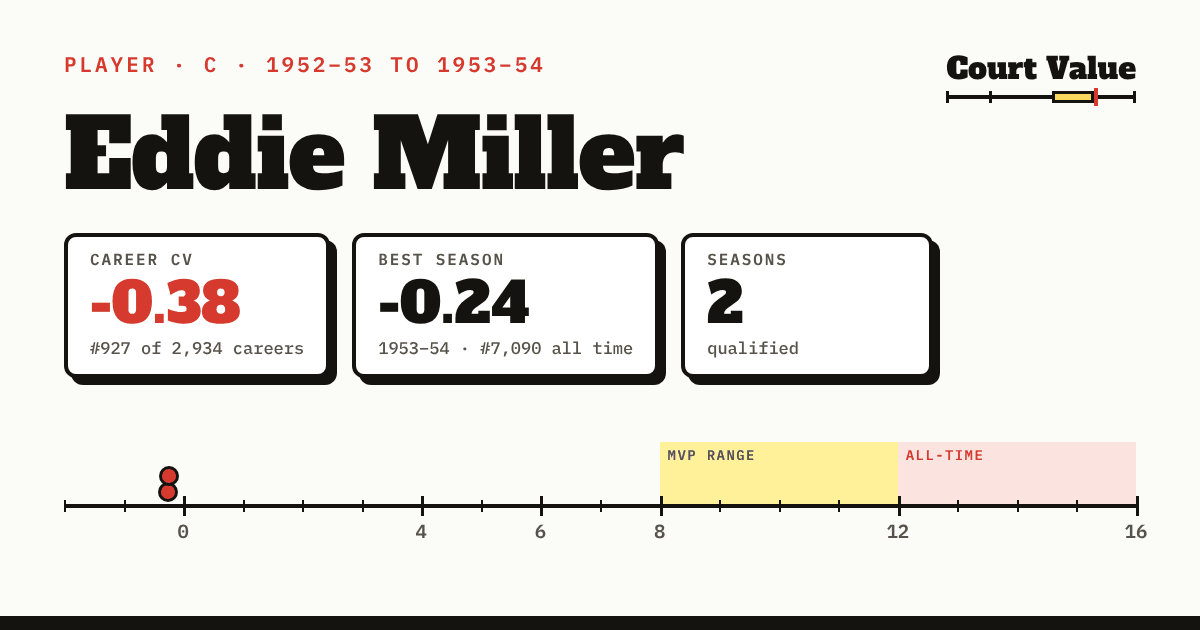 PLAYER · C · 1952–53 TO 1953–54
Court Value
Eddie Miller
CAREER CV
-0.38
#927 of 2,934 careers
BEST SEASON
-0.24
1953–54 · #7,090 all time
SEASONS
2
qualified
MVP RANGE
ALL-TIME
0 4 6 8 12 16